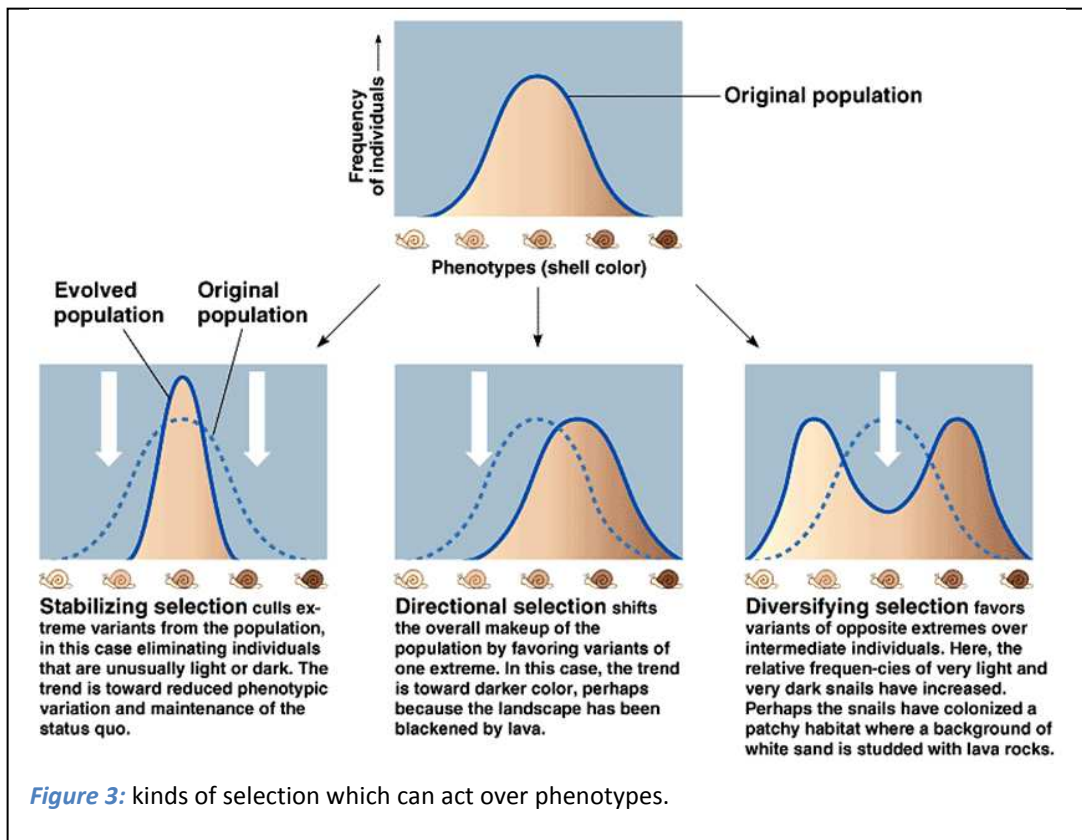 Frequency
of individuals
Original population
Phenotypes (shell color)
Evolved
population
Original
population
Stabilizing selection culls ex-
treme variants from the population,
in this case eliminating individuals
that are unusually light or dark. The
trend is toward reduced phenotypic
variation and maintenance of the
status quo.
Directional selection shifts
the overall makeup of the
population by favoring variants of
one extreme. In this case, the trend
is toward darker color, perhaps
because the landscape has been
blackened by lava.
Diversifying selection favors
variants of opposite extremes over
intermediate individuals. Here, the
relative frequen-cies of very light and
very dark snails have increased.
Perhaps the snails have colonized a
patchy habitat where a background of
white sand is studded with lava rocks.
Figure 3: kinds of selection which can act over phenotypes.